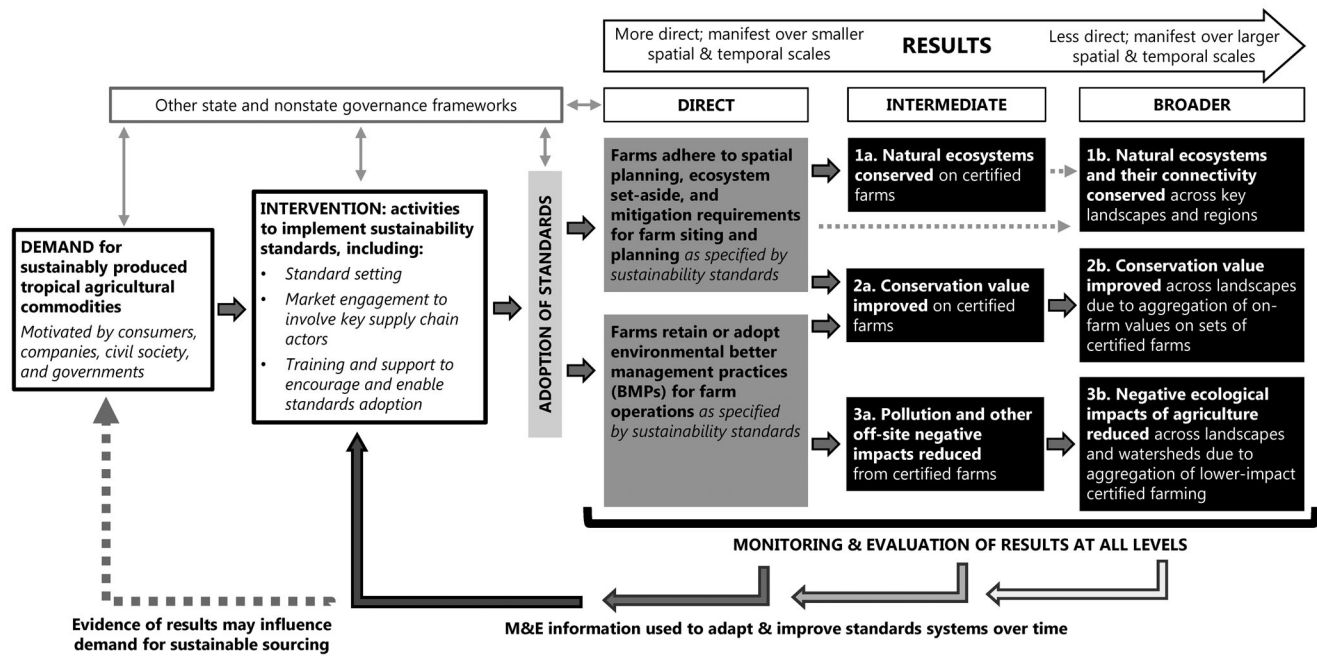 More direct; manifest over smaller
spatial & temporal scales
RESULTS
Less direct; manifest over larger
spatial & temporal scales
Other state and nonstate governance frameworks
DIRECT
INTERMEDIATE
BROADER
DEMAND for
sustainably produced
tropical agricultural
commodities
Motivated by consumers,
companies, civil society,
and governments
INTERVENTION: activities
to implement sustainability
standards, including:
• Standard setting
• Market engagement to
involve key supply chain
actors
• Training and support to
encourage and enable
standards adoption
ADOPTION OF STANDARDS
Farms adhere to spatial
planning, ecosystem
set-aside, and
mitigation requirements
for farm siting and
planning as specified by
sustainability standards
Farms retain or adopt
environmental better
management practices
(BMPs) for farm
operations as specified
by sustainability standards
1a. Natural ecosystems
conserved on certified
farms
2a. Conservation value
improved on certified
farms
3a. Pollution and other
off-site negative
impacts reduced
from certified farms
1b. Natural ecosystems
and their connectivity
conserved across key
landscapes and regions
2b. Conservation value
improved across landscapes
due to aggregation of on-
farm values on sets of
certified farms
3b. Negative ecological
impacts of agriculture
reduced across landscapes
and watersheds due to
aggregation of lower-impact
certified farming
MONITORING & EVALUATION OF RESULTS AT ALL LEVELS
M&E information used to adapt & improve standards systems over time
Evidence of results may influence
demand for sustainable sourcing